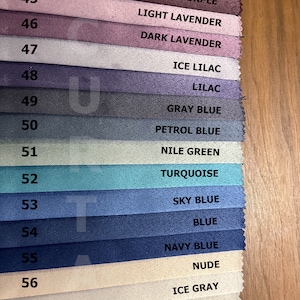 45
LIGHT LAVENDER
46
DARK LAVENDER
47
ICE LILAC
48
LILAC
49
GRAY BLUE
50
PETROL BLUE
51
NILE GREEN
52
TURQUOISE
53
SKY BLUE
54
BLUE
55
NAVY BLUE
NUDE
56
ICE GRAY